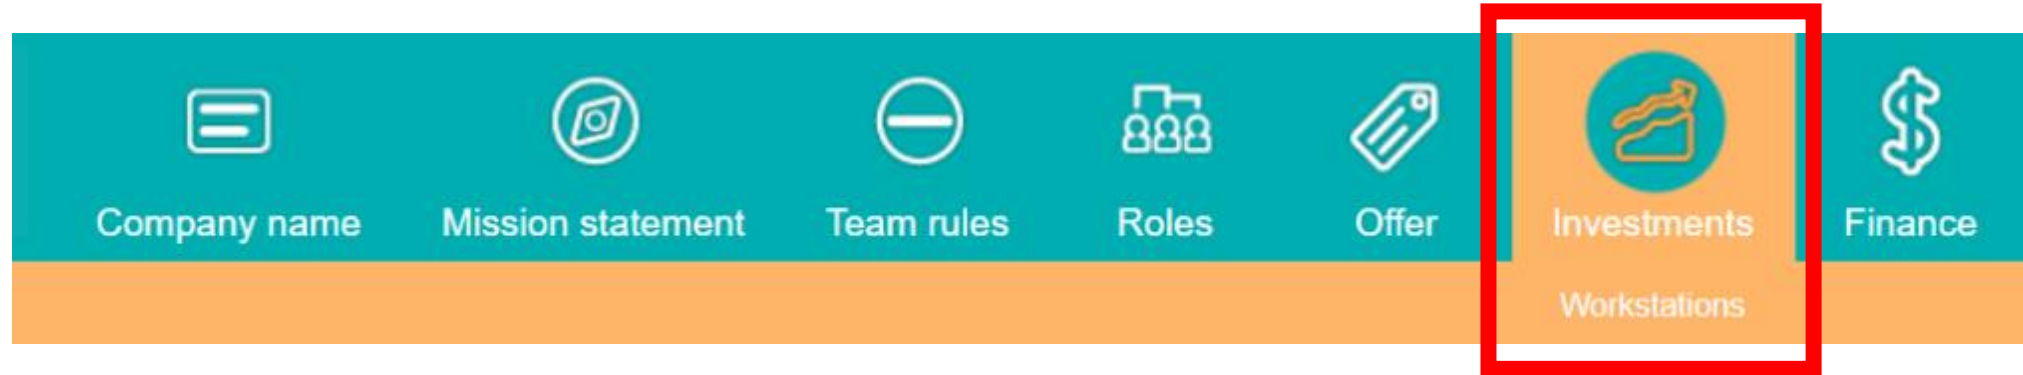 Company name
Mission statement
Team rules
Roles
Offer
Investments
Finance
Workstations